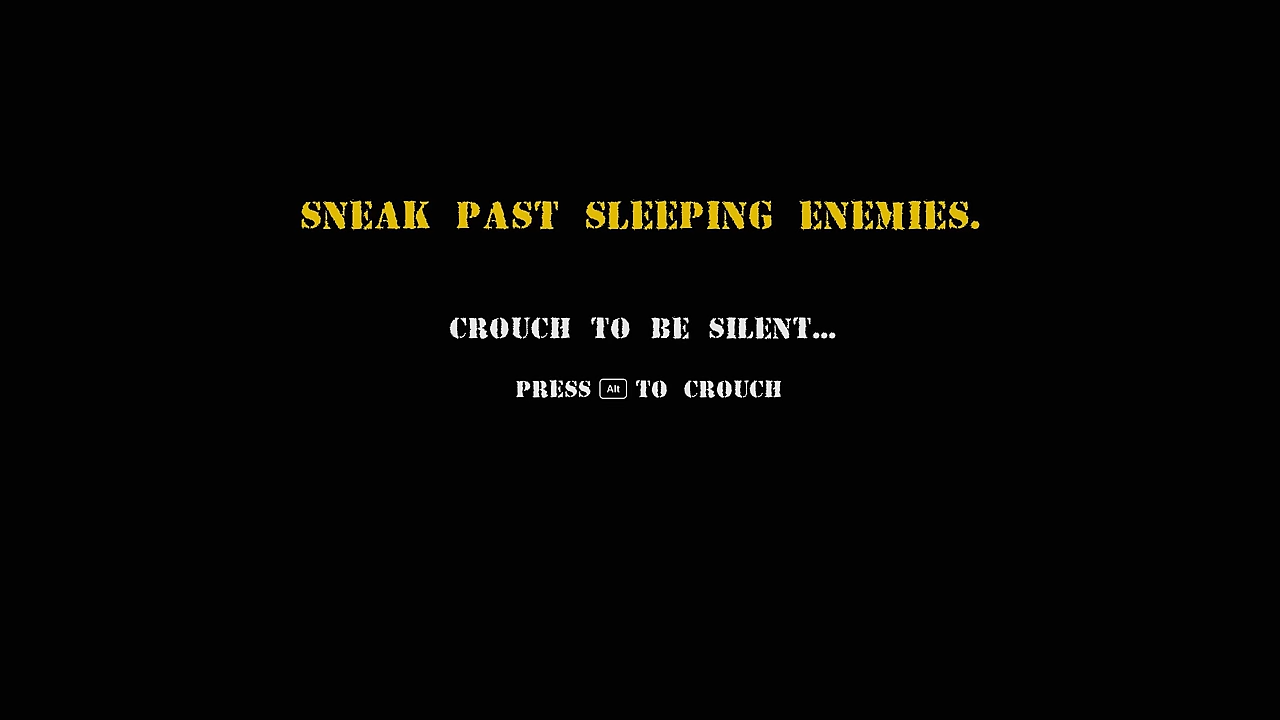 SNEAK PAST SLEEPING ENEMIES.
CROUCH TO BE SILENT...
PRESS Alt TO CROUCH